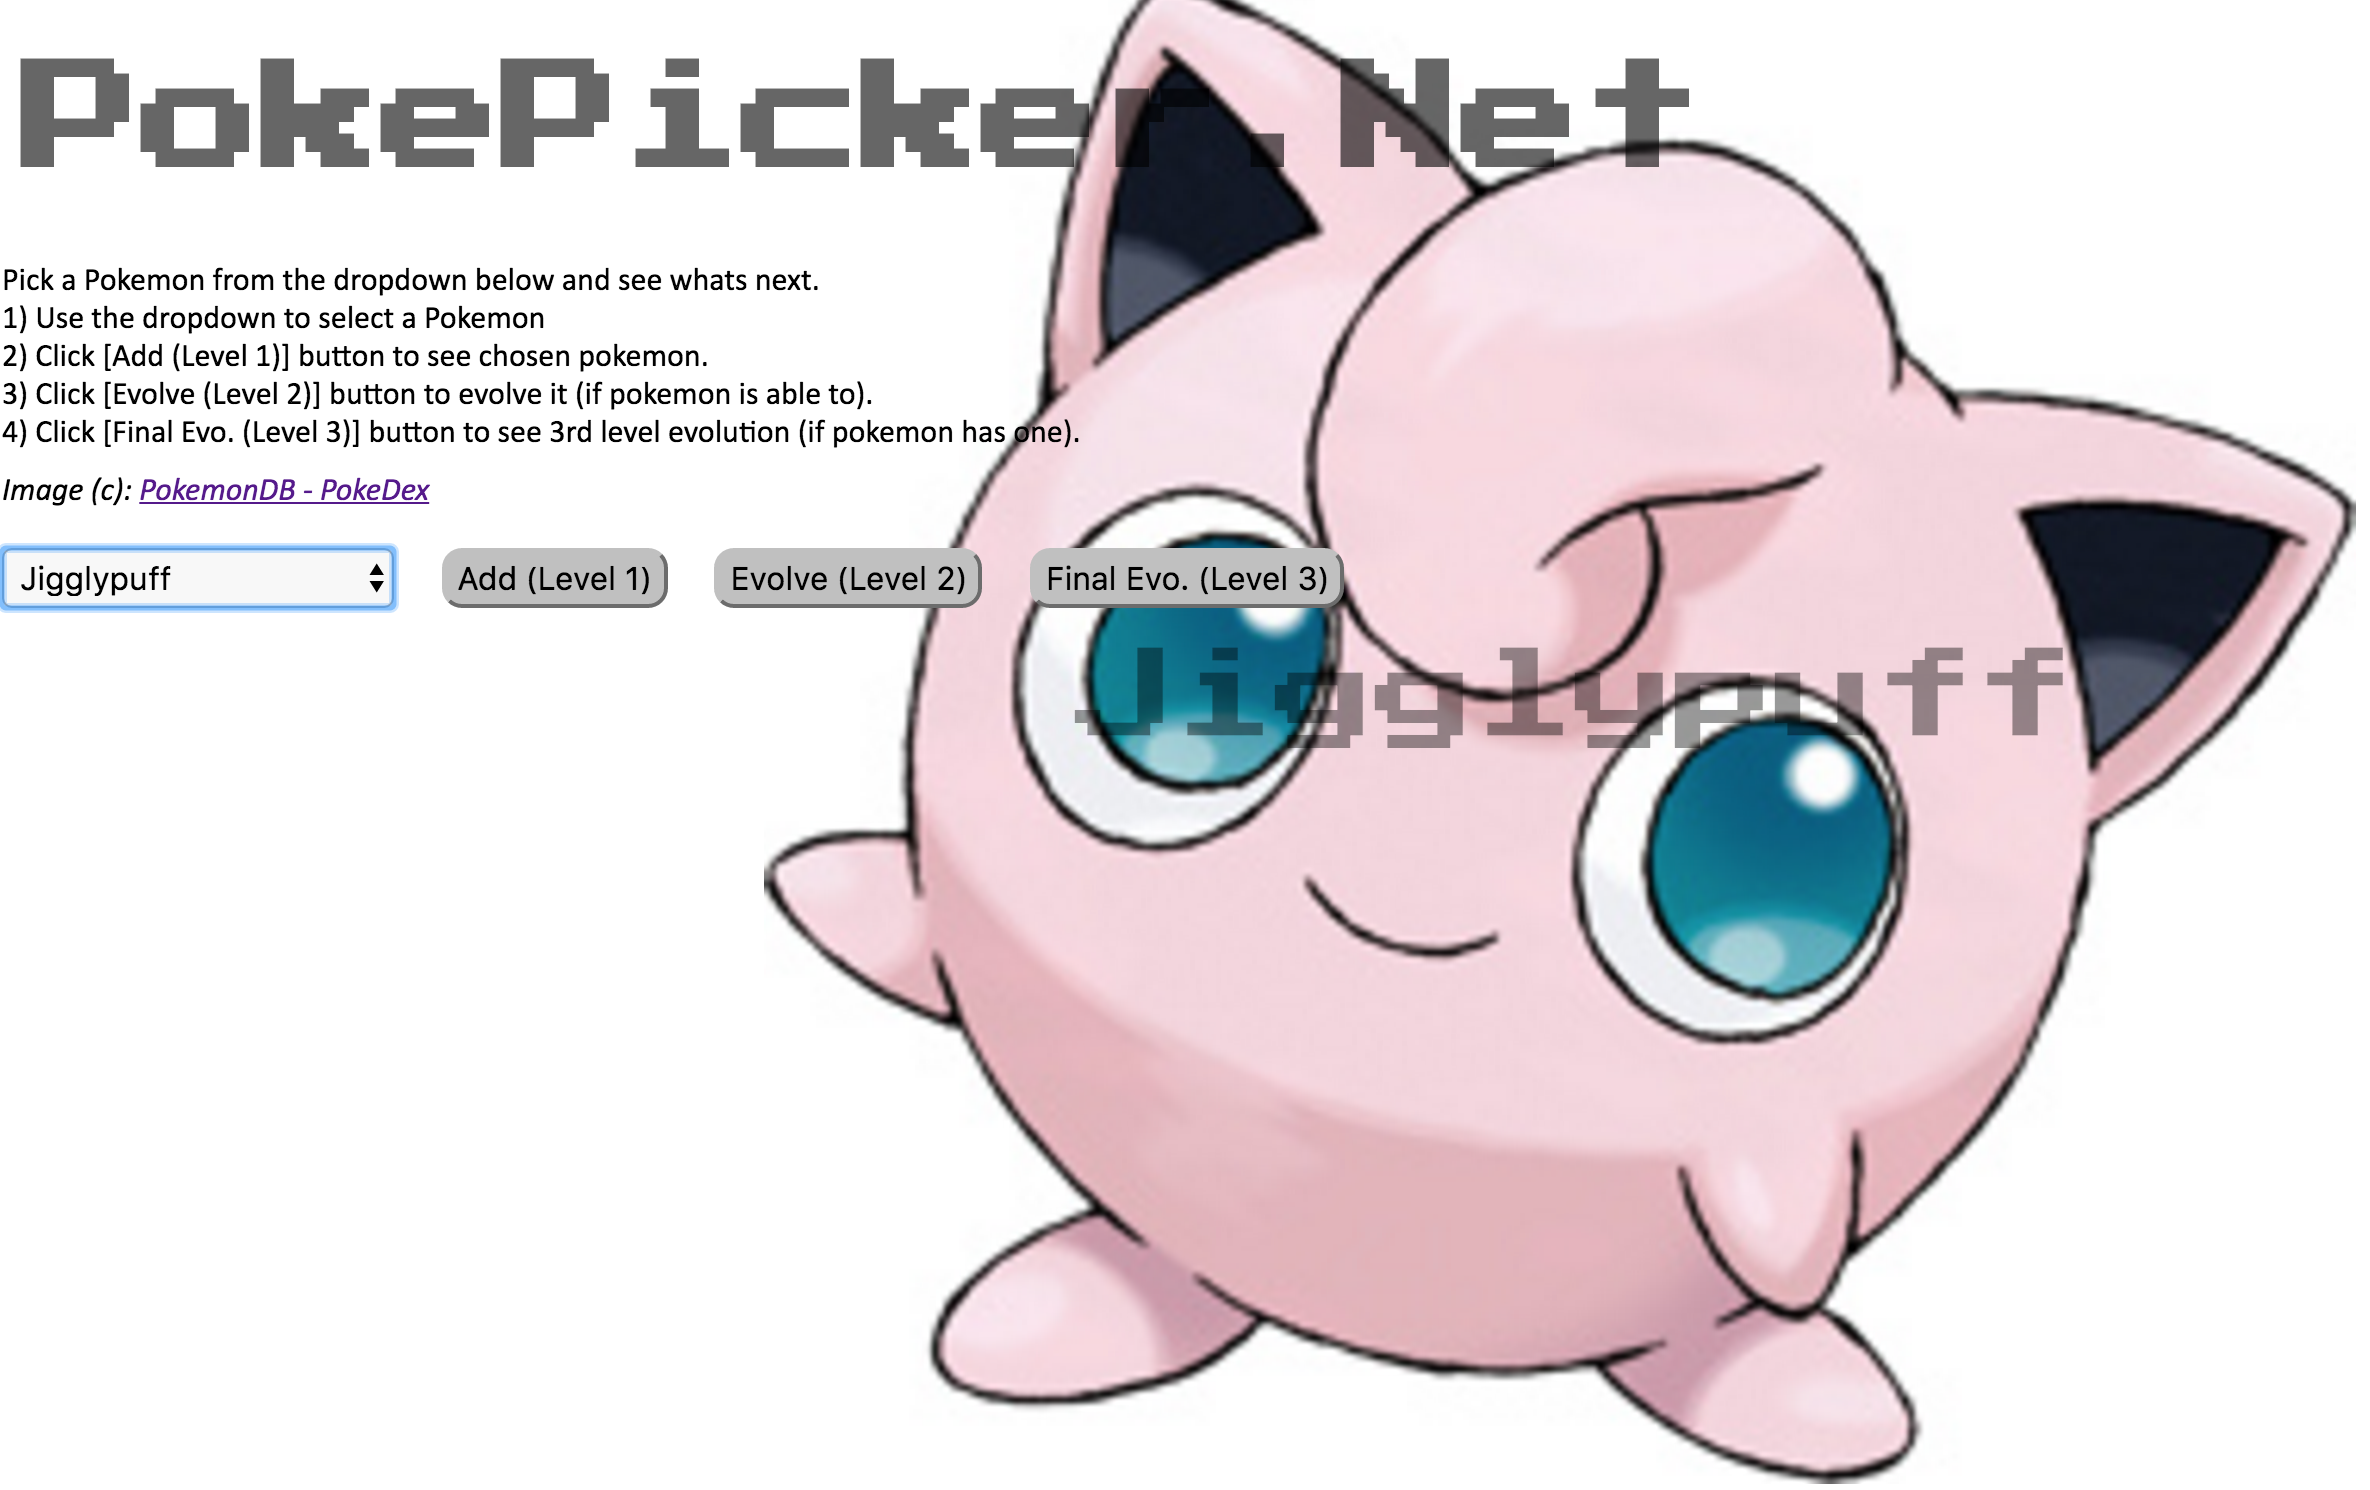 PokePicker.Net
Pick a Pokemon from the dropdown below and see whats next.
1) Use the dropdown to select a Pokemon
2) Click [Add (Level 1)] button to see chosen pokemon.
3) Click [Evolve (Level 2)] button to evolve it (if pokemon is able to).
4) Click [Final Evo. (Level 3)] button to see 3rd level evolution (if pokemon has one).
Image (c): PokemonDB - PokeDex
Jigglypuff Add (Level 1) Evolve (Level 2) Final Evo. (Level 3)
Jigglypuff